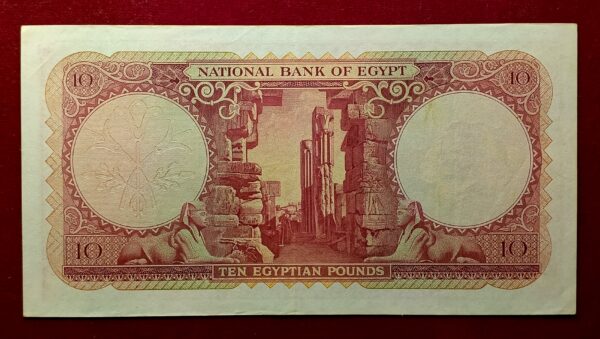 10 NATIONAL BANK OF EGYPT 10
10 TEN EGYPTIAN POUNDS 10